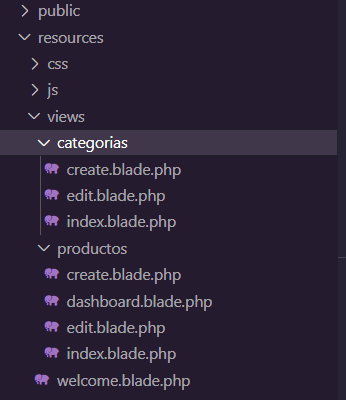 public
resources
css
js
views
categorias
create.blade.php
edit.blade.php
index.blade.php
productos
create.blade.php
dashboard.blade.php
edit.blade.php
index.blade.php
welcome.blade.php